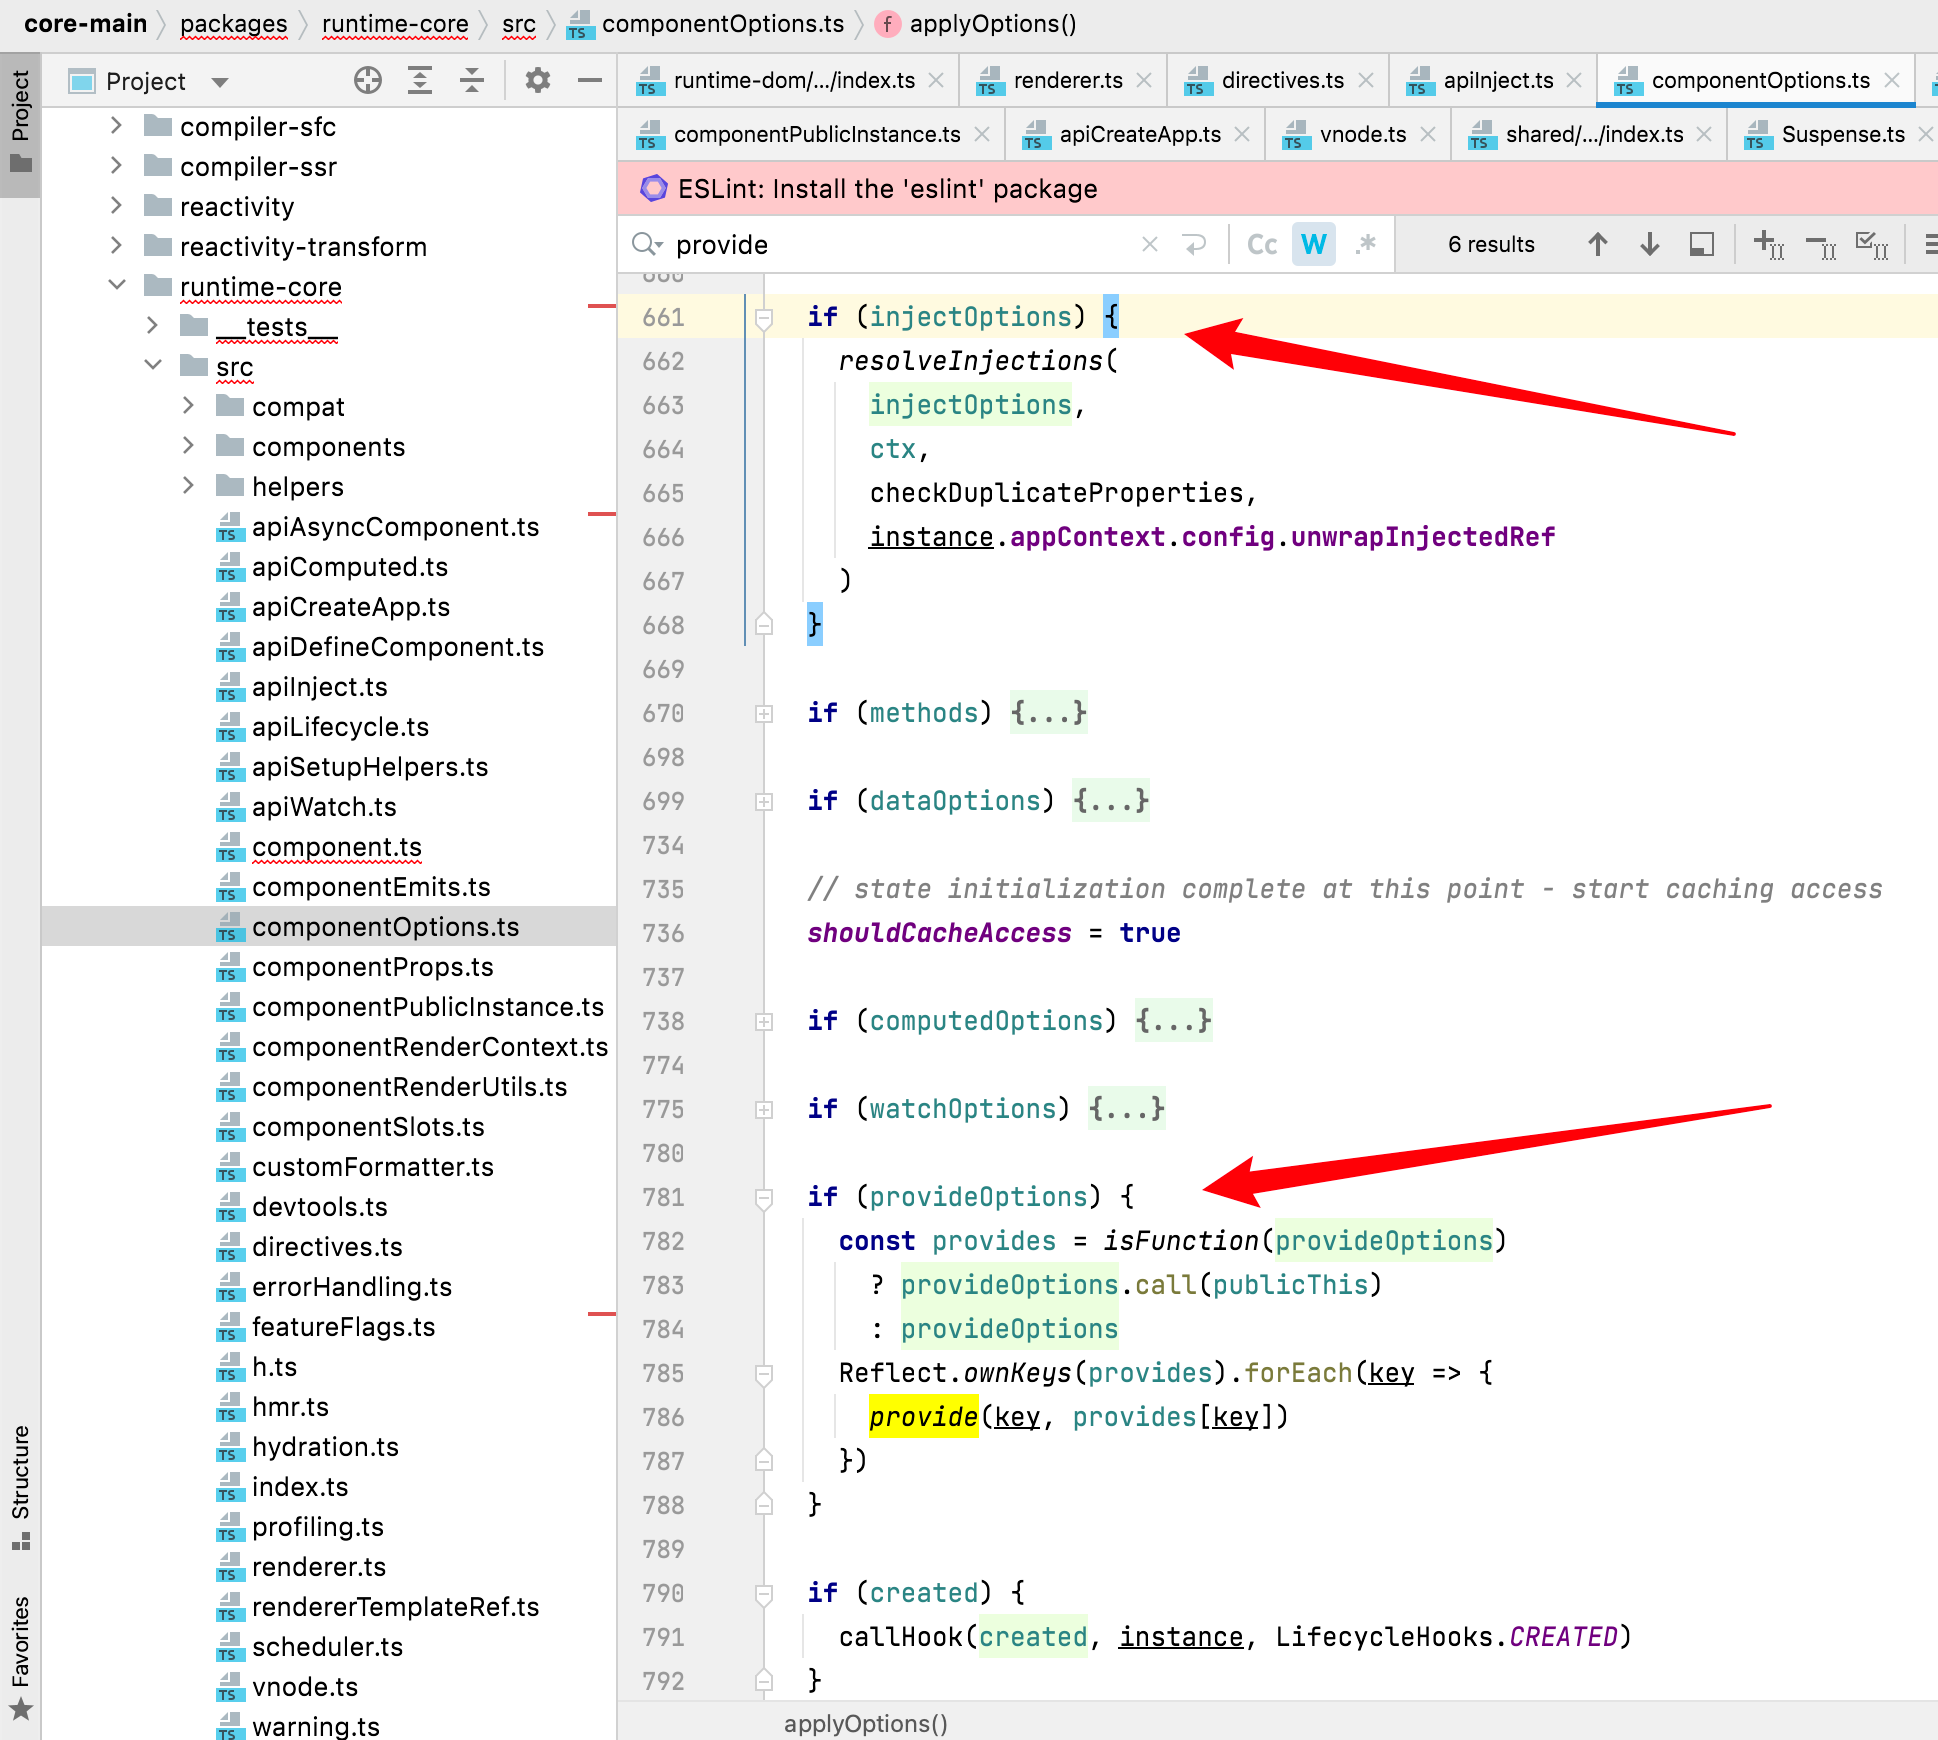 core-main packages runtime-core src componentOptions.ts applyOptions()
Project
runtime-dom/.../index.ts renderer.ts directives.ts apiInject.ts componentOptions.ts
componentPublicInstance.ts apiCreateApp.ts vnode.ts shared/.../index.ts Suspense.ts
ESLint: Install the 'eslint' package
provide Cc W .* 6 results
Project
Structure
Favorites
compiler-sfc
compiler-ssr
reactivity
reactivity-transform
runtime-core
__tests__
src
compat
components
helpers
apiAsyncComponent.ts
apiComputed.ts
apiCreateApp.ts
apiDefineComponent.ts
apiInject.ts
apiLifecycle.ts
apiSetupHelpers.ts
apiWatch.ts
component.ts
componentEmits.ts
componentOptions.ts
componentProps.ts
componentPublicInstance.ts
componentRenderContext.ts
componentRenderUtils.ts
componentSlots.ts
customFormatter.ts
devtools.ts
directives.ts
errorHandling.ts
featureFlags.ts
h.ts
hmr.ts
hydration.ts
index.ts
profiling.ts
renderer.ts
rendererTemplateRef.ts
scheduler.ts
vnode.ts
warning.ts
660
661 if (injectOptions) {
662 resolveInjections(
663 injectOptions,
664 ctx,
665 checkDuplicateProperties,
666 instance.appContext.config.unwrapInjectedRef
667 )
668 }
669
670 if (methods) {...}
698
699 if (dataOptions) {...}
734
735 // state initialization complete at this point - start caching access
736 shouldCacheAccess = true
737
738 if (computedOptions) {...}
774
775 if (watchOptions) {...}
780
781 if (provideOptions) {
782 const provides = isFunction(provideOptions)
783 ? provideOptions.call(publicThis)
784 : provideOptions
785 Reflect.ownKeys(provides).forEach(key => {
786 provide(key, provides[key])
787 })
788 }
789
790 if (created) {
791 callHook(created, instance, LifecycleHooks.CREATED)
792 }
applyOptions()